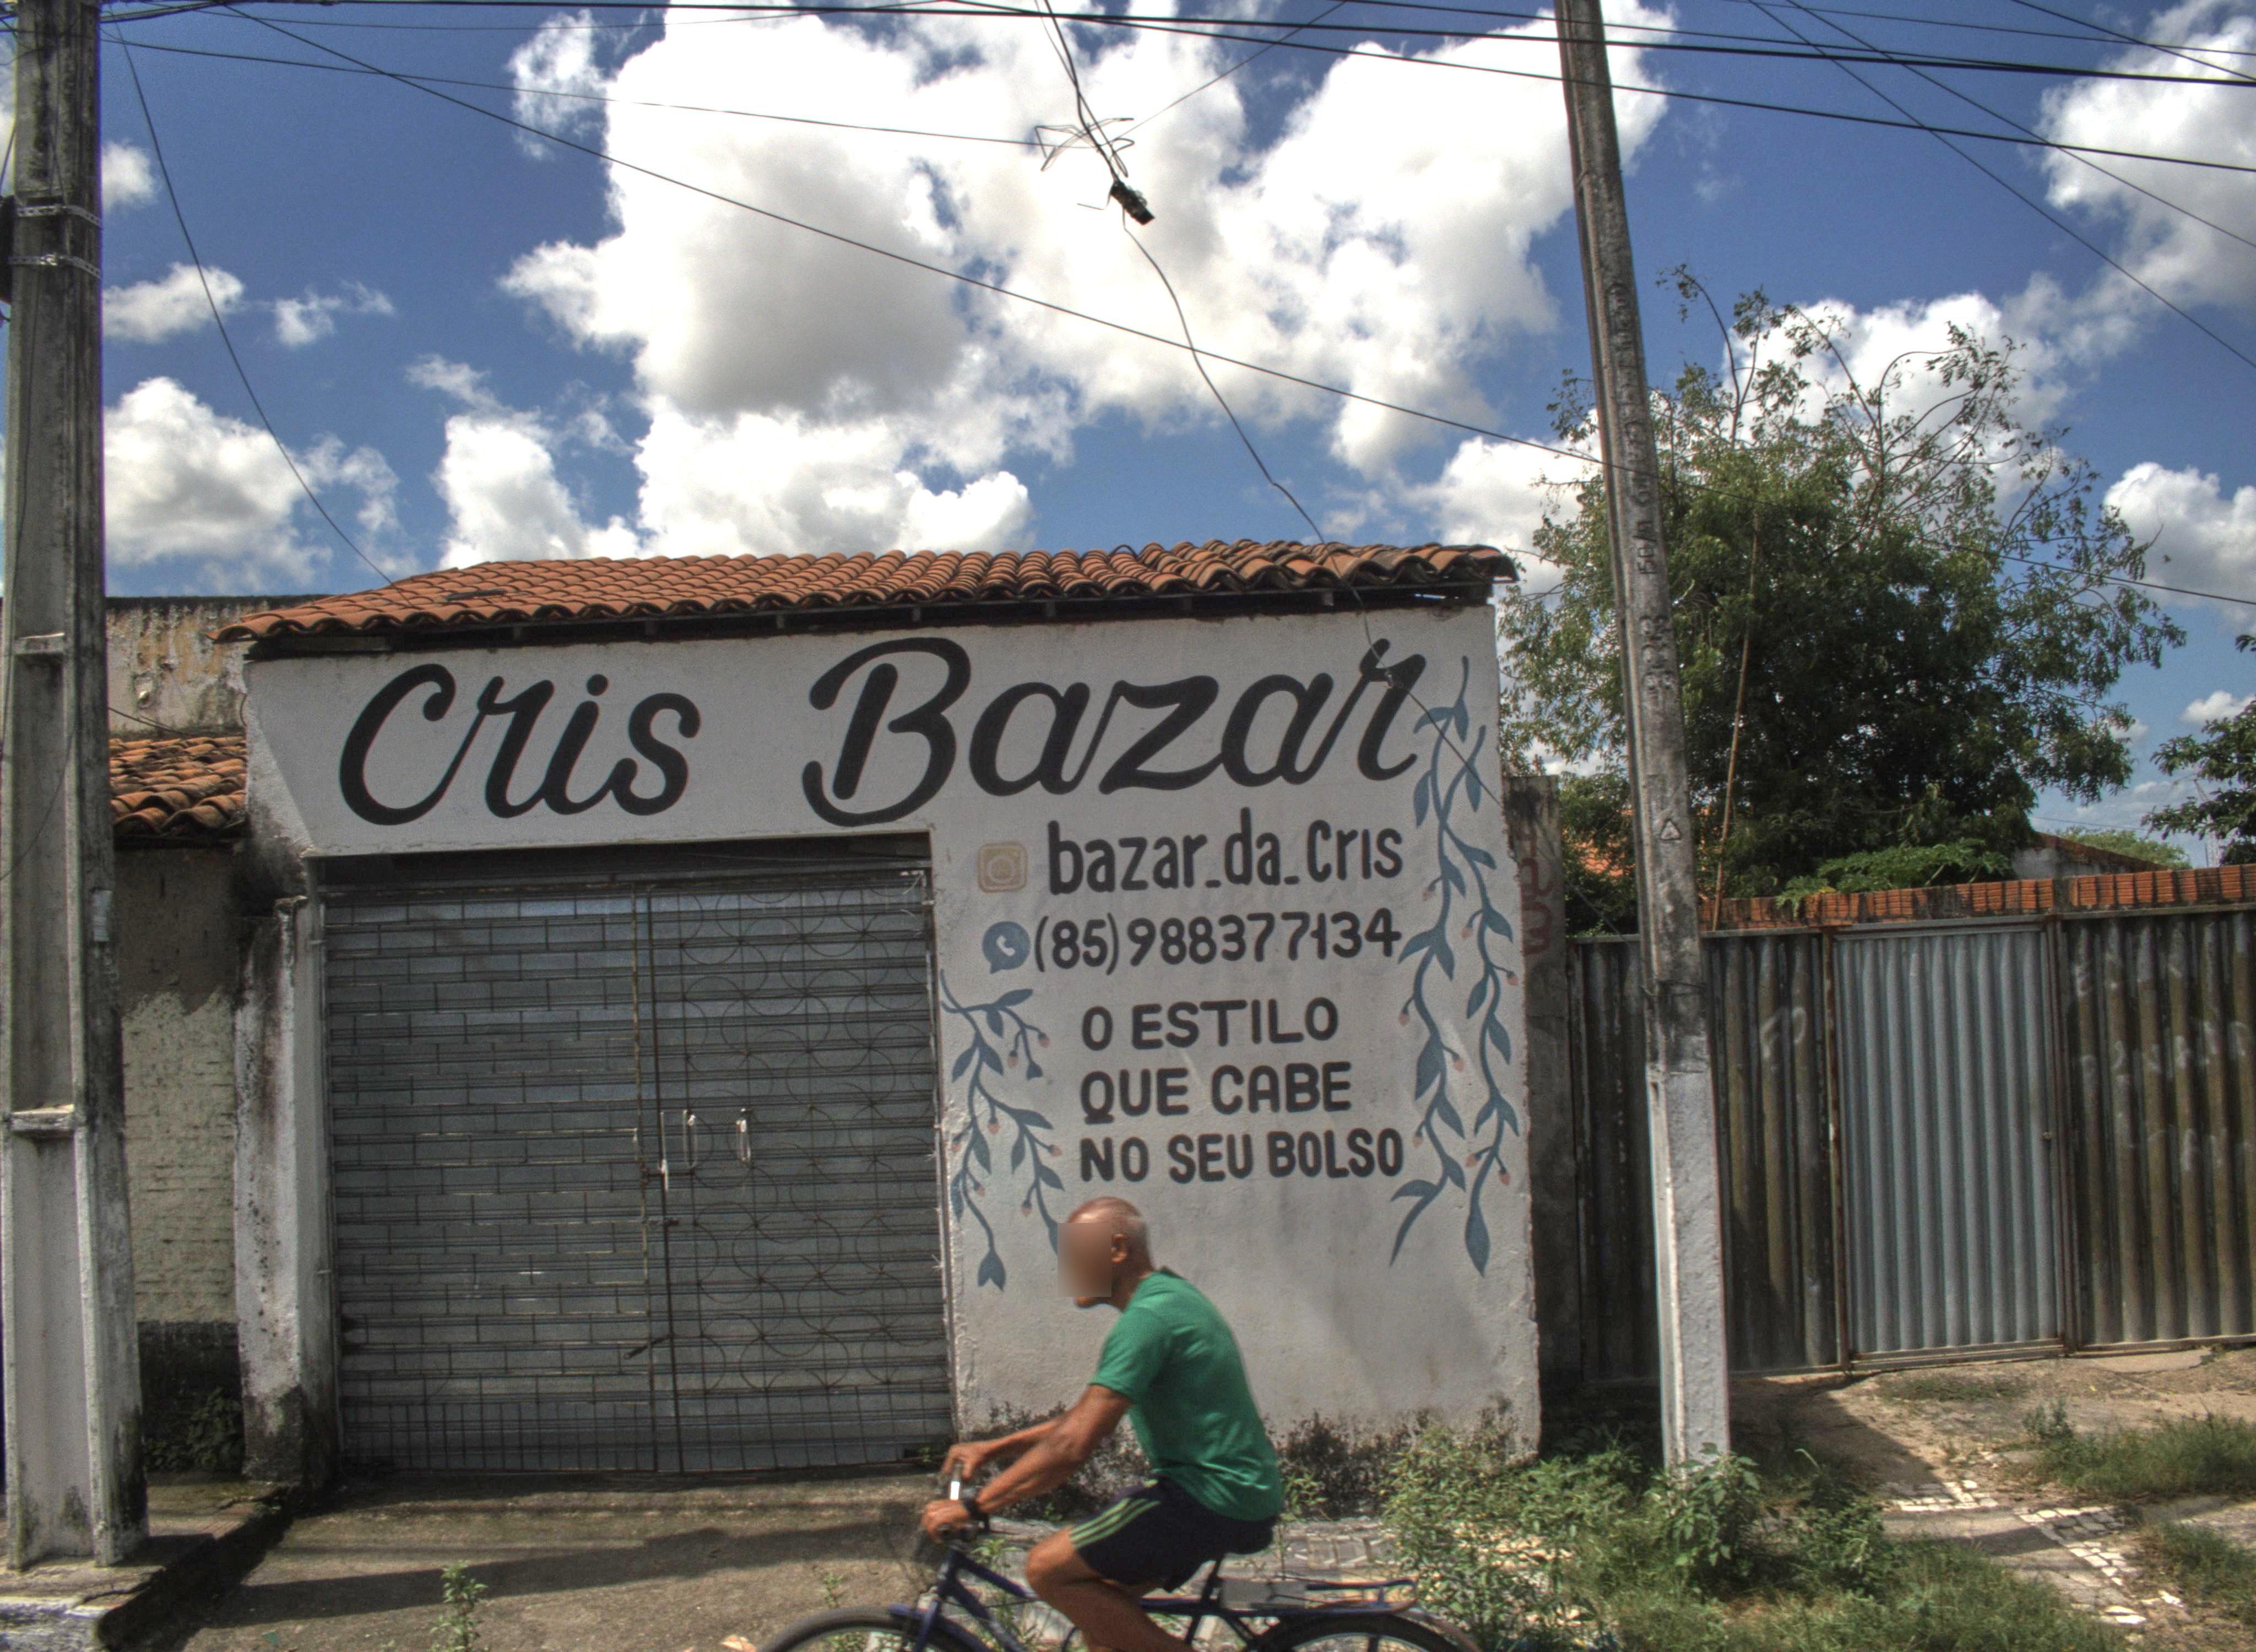 Cris Bazar
bazar_da_Cris
(85)988377134
O ESTILO
QUE CABE
NO SEU BOLSO